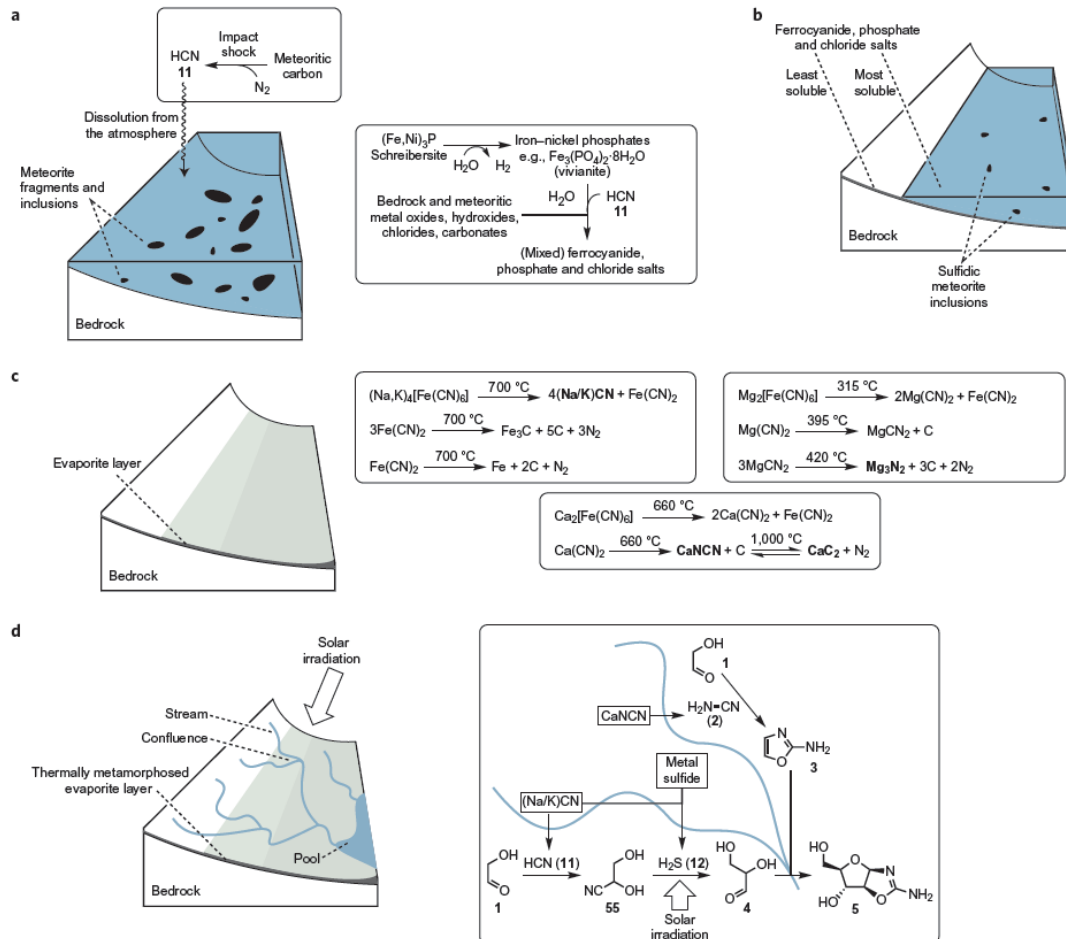 a
Impact
shock
HCN
11
Meteoritic
carbon
N2
Dissolution from
the atmosphere
Meteorite
fragments and
inclusions
Bedrock
(Fe,Ni)3P
Schreibersite
H2O
H2
Iron–nickel phosphates
e.g., Fe3(PO4)2·8H2O
(vivianite)
H2O
HCN
11
Bedrock and meteoritic
metal oxides, hydroxides,
chlorides, carbonates
(Mixed) ferrocyanide,
phosphate and chloride salts
b
Ferrocyanide, phosphate
and chloride salts
Least
soluble
Most
soluble
Bedrock
Sulfidic
meteorite
inclusions
c
Evaporite layer
Bedrock
(Na,K)4[Fe(CN)6] 700 °C 4(Na/K)CN + Fe(CN)2
3Fe(CN)2 700 °C Fe3C + 5C + 3N2
Fe(CN)2 700 °C Fe + 2C + N2
Mg2[Fe(CN)6] 315 °C 2Mg(CN)2 + Fe(CN)2
Mg(CN)2 395 °C MgCN2 + C
3MgCN2 420 °C Mg3N2 + 3C + 2N2
Ca2[Fe(CN)6] 660 °C 2Ca(CN)2 + Fe(CN)2
Ca(CN)2 660 °C CaNCN + C 1,000 °C CaC2 + N2
d
Solar
irradiation
Stream
Confluence
Thermally metamorphosed
evaporite layer
Pool
Bedrock
OH
O
1
CaNCN
H2N CN
(2)
N
O
NH2
3
Metal
sulfide
(Na/K)CN
OH
O
1
HCN (11)
OH
NC OH
55
H2S (12)
Solar
irradiation
HO
OH
O
4
HO
O
N
HO
O
NH2
5